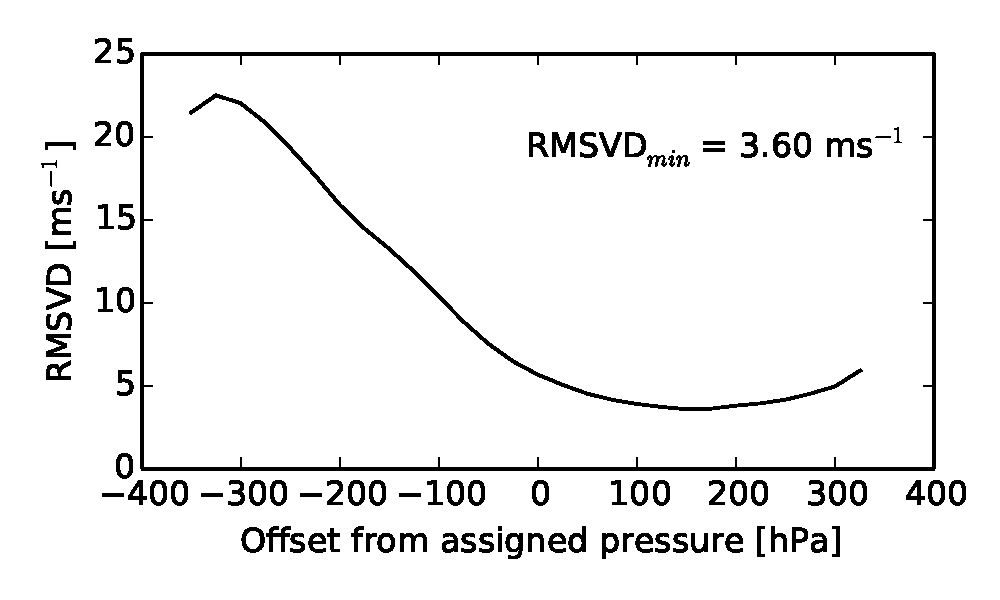 25
20
15
10
5
0
RMSVD [ms⁻¹]
RMSVDₘᵢₙ = 3.60 ms⁻¹
−400 −300 −200 −100 0 100 200 300 400
Offset from assigned pressure [hPa]